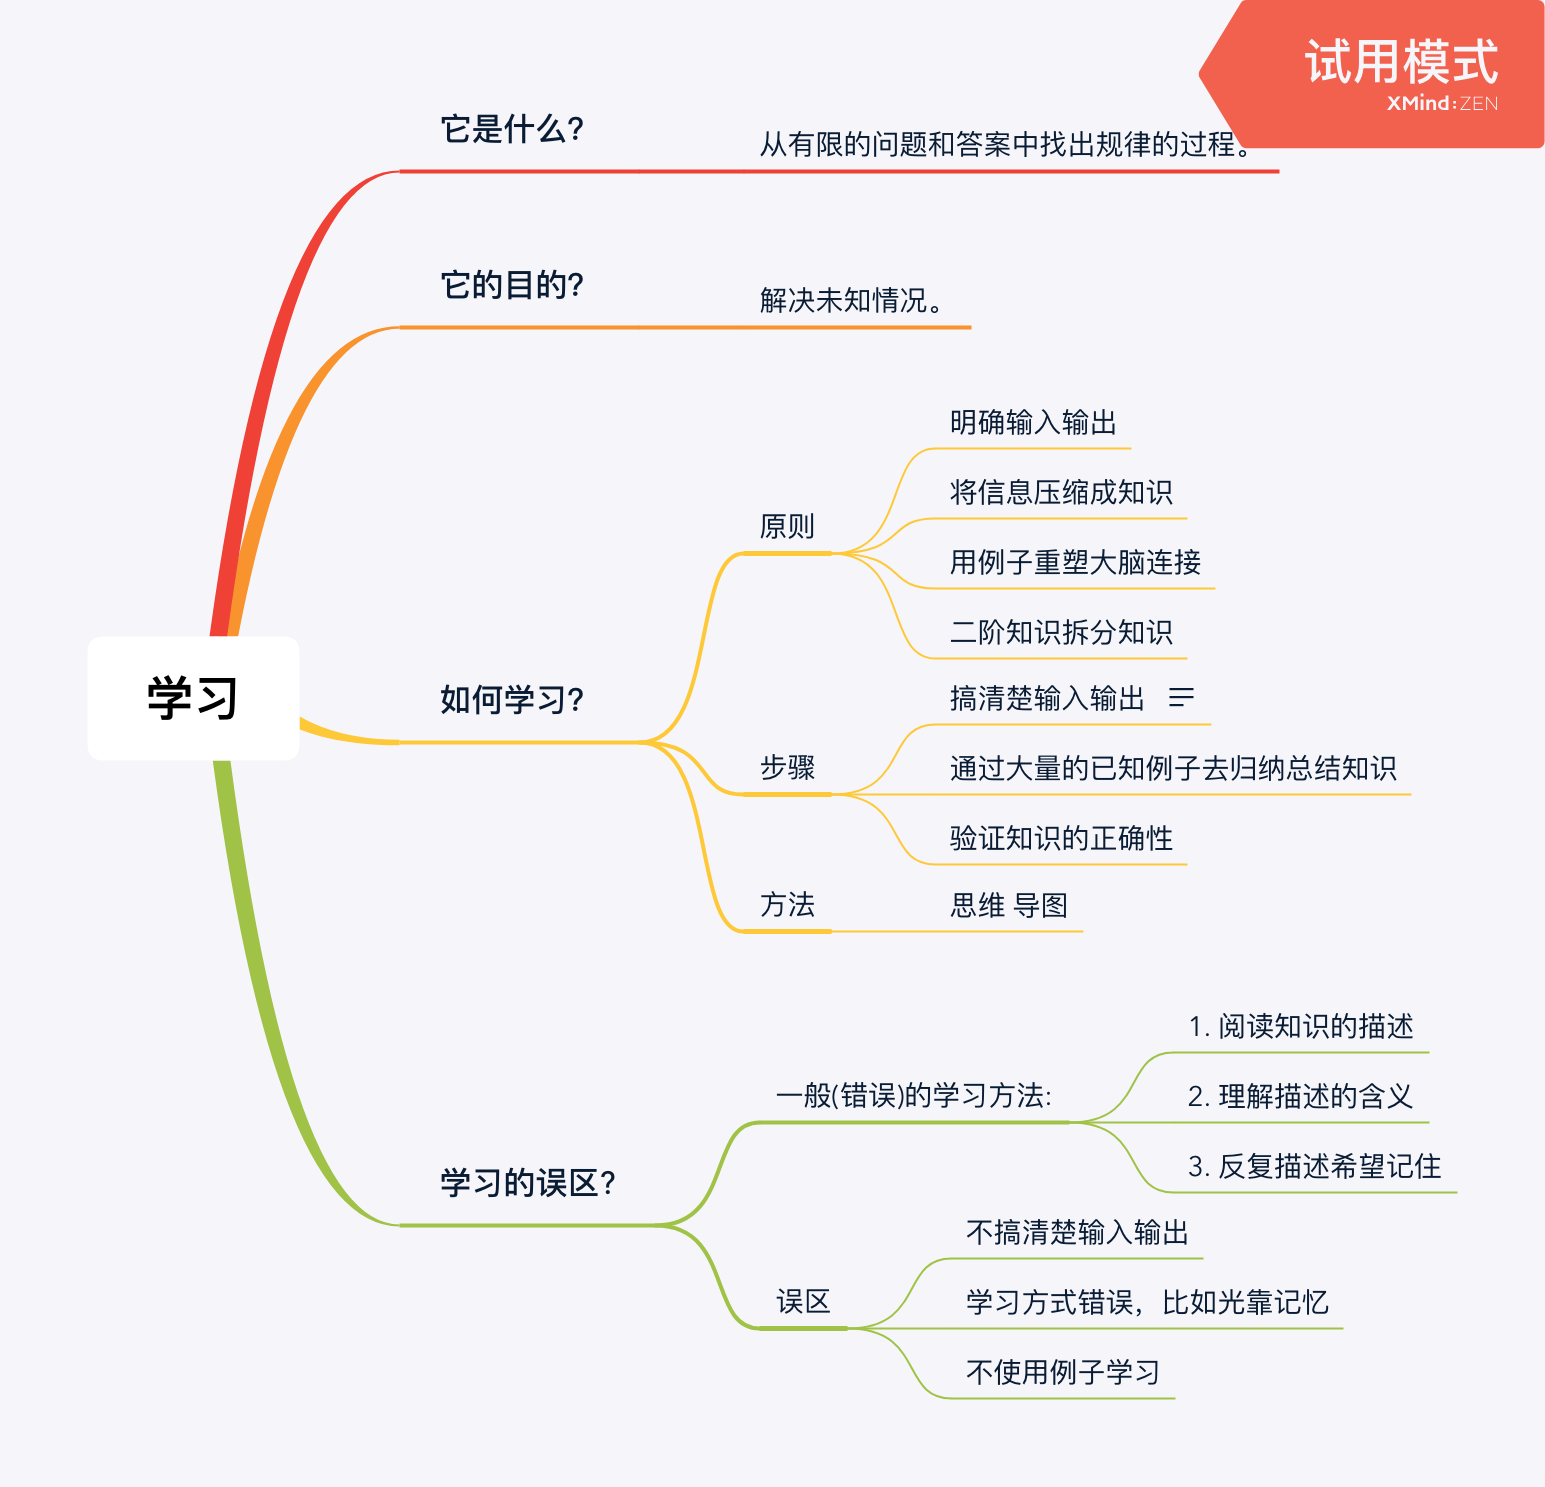 试用模式
XMind:ZEN
它是什么?
从有限的问题和答案中找出规律的过程。
它的目的?
解决未知情况。
学习
如何学习?
原则
明确输入输出
将信息压缩成知识
用例子重塑大脑连接
二阶知识拆分知识
步骤
搞清楚输入输出
通过大量的已知例子去归纳总结知识
验证知识的正确性
方法
思维 导图
学习的误区?
一般(错误)的学习方法:
1. 阅读知识的描述
2. 理解描述的含义
3. 反复描述希望记住
误区
不搞清楚输入输出
学习方式错误，比如光靠记忆
不使用例子学习